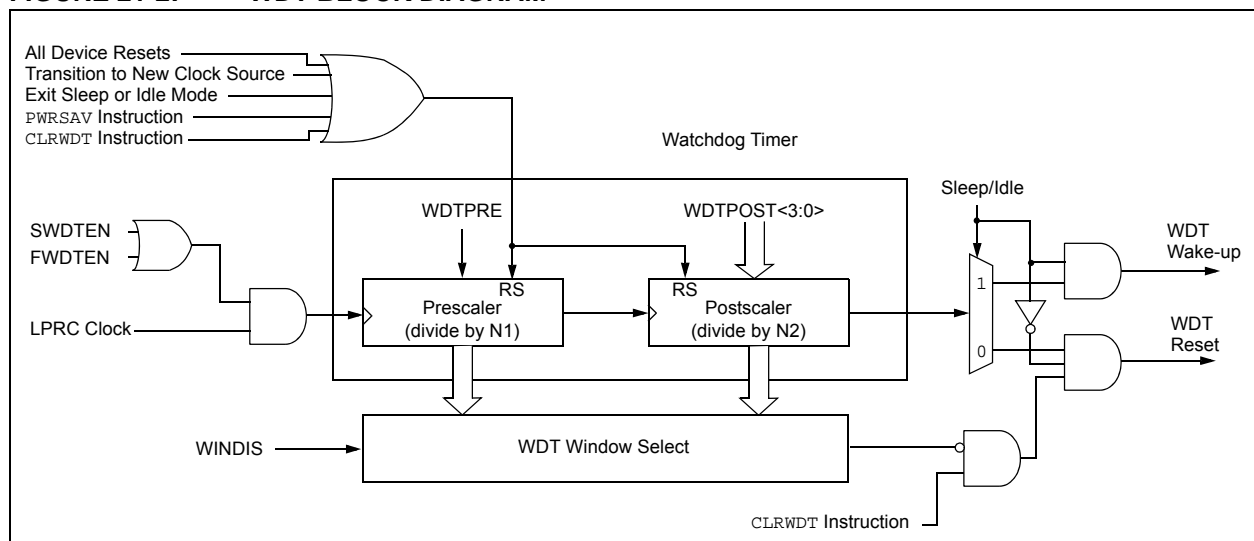 All Device Resets
Transition to New Clock Source
Exit Sleep or Idle Mode
PWRSAV Instruction
CLRWDT Instruction
Watchdog Timer
Sleep/Idle
WDTPRE
WDTPOST<3:0>
SWDTEN
FWDTEN
WDT
Wake-up
RS
RS
1
Prescaler
(divide by N1)
Postscaler
(divide by N2)
LPRC Clock
0
WDT
Reset
WINDIS
WDT Window Select
CLRWDT Instruction